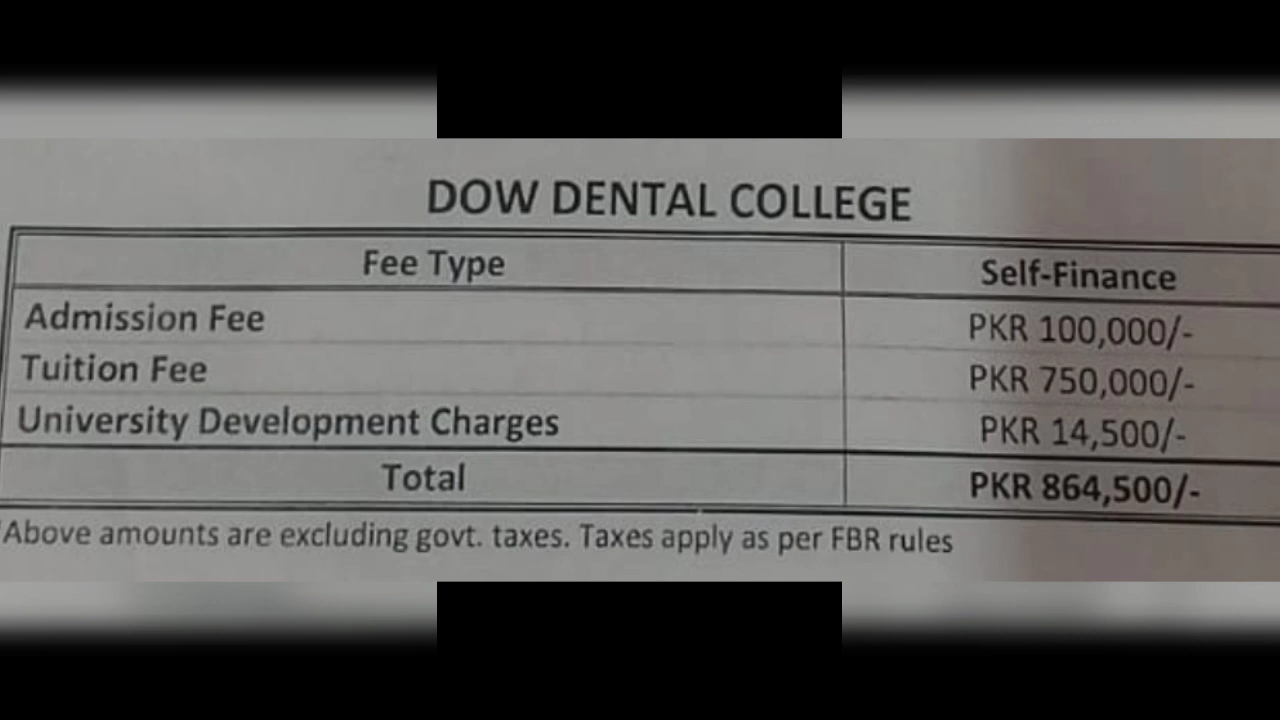 DOW DENTAL COLLEGE
Fee Type Self-Finance
Admission Fee PKR 100,000/-
Tuition Fee PKR 750,000/-
University Development Charges PKR 14,500/-
Total PKR 864,500/-
*Above amounts are excluding govt. taxes. Taxes apply as per FBR rules